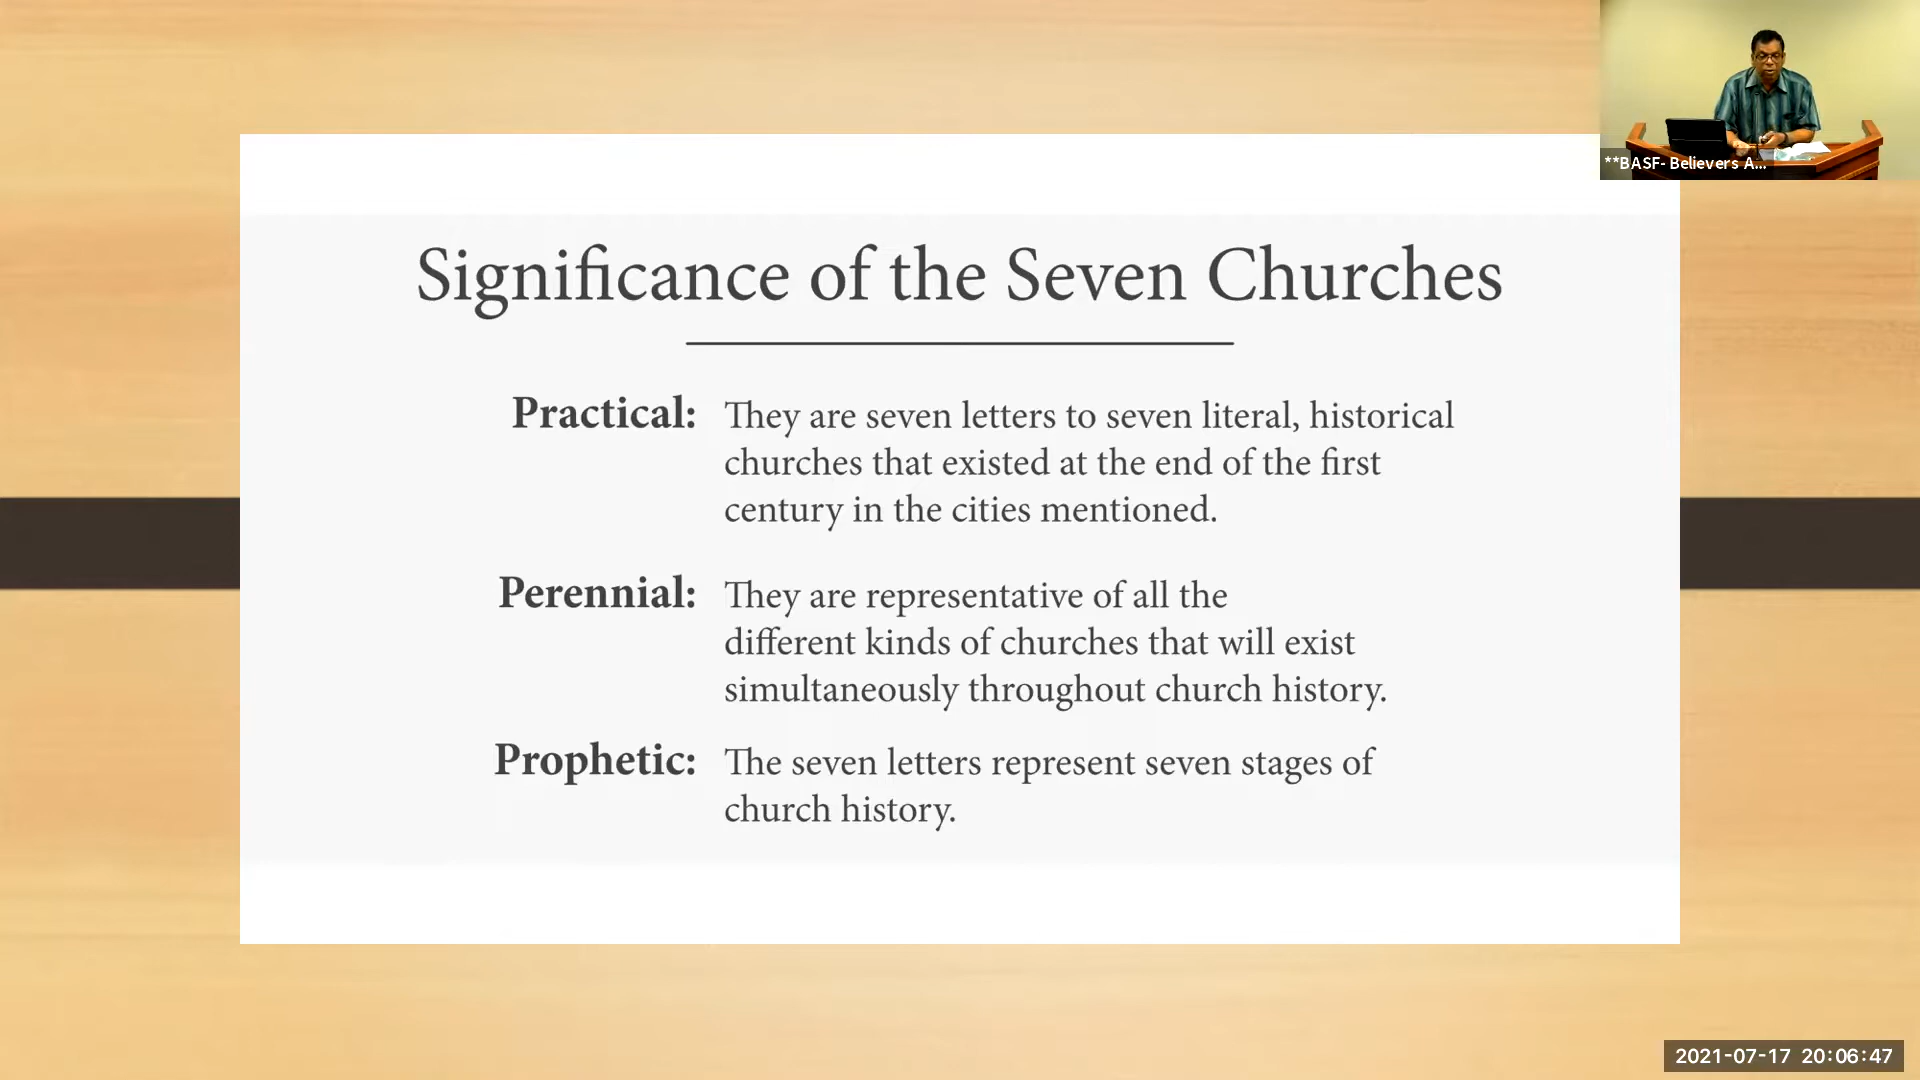 **BASF- Believers A...
Significance of the Seven Churches
Practical: They are seven letters to seven literal, historical
churches that existed at the end of the first
century in the cities mentioned.
Perennial: They are representative of all the
different kinds of churches that will exist
simultaneously throughout church history.
Prophetic: The seven letters represent seven stages of
church history.
2021-07-17 20:06:47